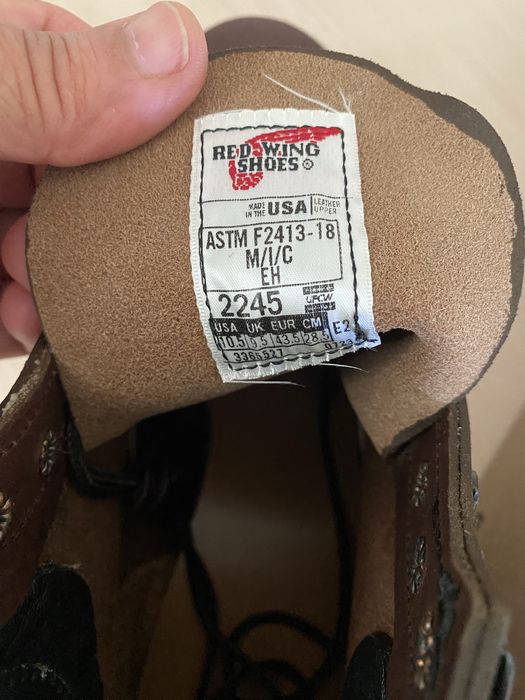 RED WING
SHOES®
MADE IN THE USA LEATHER UPPER
ASTM F2413-18
M/I/C
EH
2245 UFCW
USA UK EUR CM E2
10.5 9.5 43.5 28.5
3365527